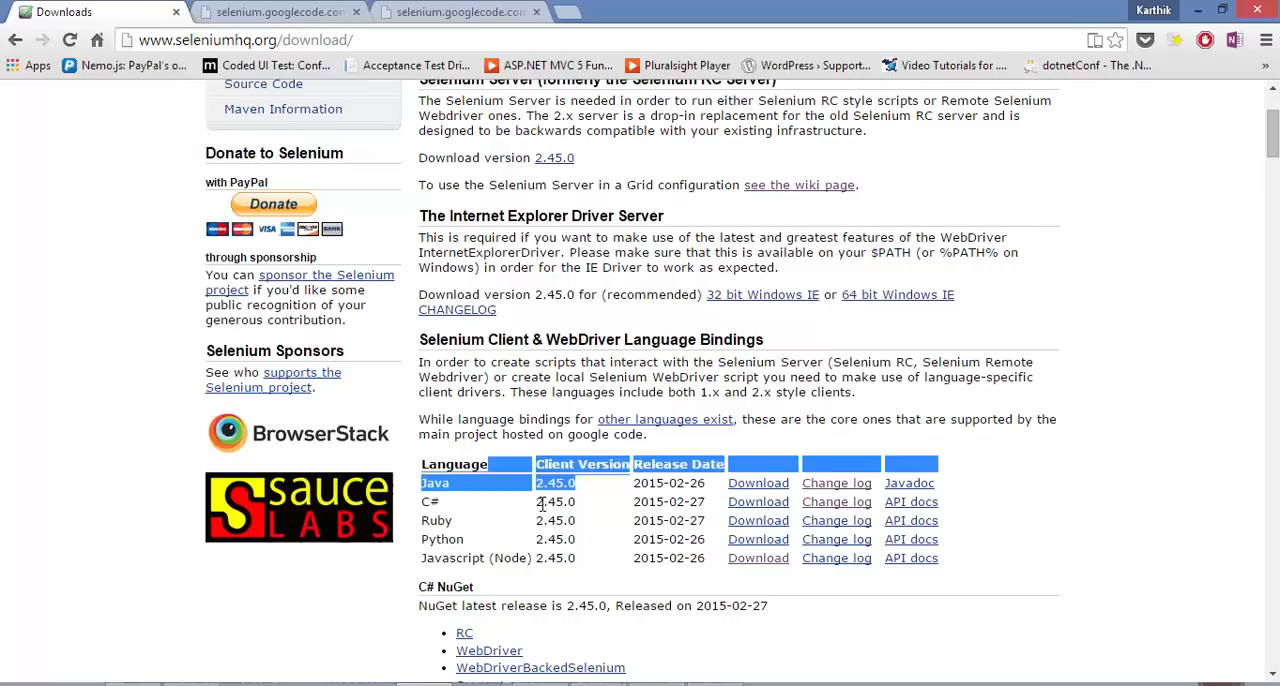 Downloads
selenium.googlecode.com
selenium.googlecode.com
Karthik
www.seleniumhq.org/download/
Apps
Nemo.js: PayPal's o...
Coded UI Test: Conf...
Acceptance Test Dri...
ASP.NET MVC 5 Fun...
Pluralsight Player
WordPress › Support...
Video Tutorials for ...
dotnetConf - The .N...
»
Source Code
Maven Information
Donate to Selenium
with PayPal
Donate
VISA
BANK
through sponsorship
You can sponsor the Selenium
project if you'd like some
public recognition of your
generous contribution.
Selenium Sponsors
See who supports the
Selenium project.
BrowserStack
sauce
LABS
Selenium Server (formerly the Selenium RC Server)
The Selenium Server is needed in order to run either Selenium RC style scripts or Remote Selenium
Webdriver ones. The 2.x server is a drop-in replacement for the old Selenium RC server and is
designed to be backwards compatible with your existing infrastructure.
Download version 2.45.0
To use the Selenium Server in a Grid configuration see the wiki page.
The Internet Explorer Driver Server
This is required if you want to make use of the latest and greatest features of the WebDriver
InternetExplorerDriver. Please make sure that this is available on your $PATH (or %PATH% on
Windows) in order for the IE Driver to work as expected.
Download version 2.45.0 for (recommended) 32 bit Windows IE or 64 bit Windows IE
CHANGELOG
Selenium Client & WebDriver Language Bindings
In order to create scripts that interact with the Selenium Server (Selenium RC, Selenium Remote
Webdriver) or create local Selenium WebDriver script you need to make use of language-specific
client drivers. These languages include both 1.x and 2.x style clients.
While language bindings for other languages exist, these are the core ones that are supported by the
main project hosted on google code.
Language Client Version Release Date
Java 2.45.0 2015-02-26 Download Change log Javadoc
C# 2.45.0 2015-02-27 Download Change log API docs
Ruby 2.45.0 2015-02-27 Download Change log API docs
Python 2.45.0 2015-02-26 Download Change log API docs
Javascript (Node) 2.45.0 2015-02-26 Download Change log API docs
C# NuGet
NuGet latest release is 2.45.0, Released on 2015-02-27
• RC
• WebDriver
• WebDriverBackedSelenium